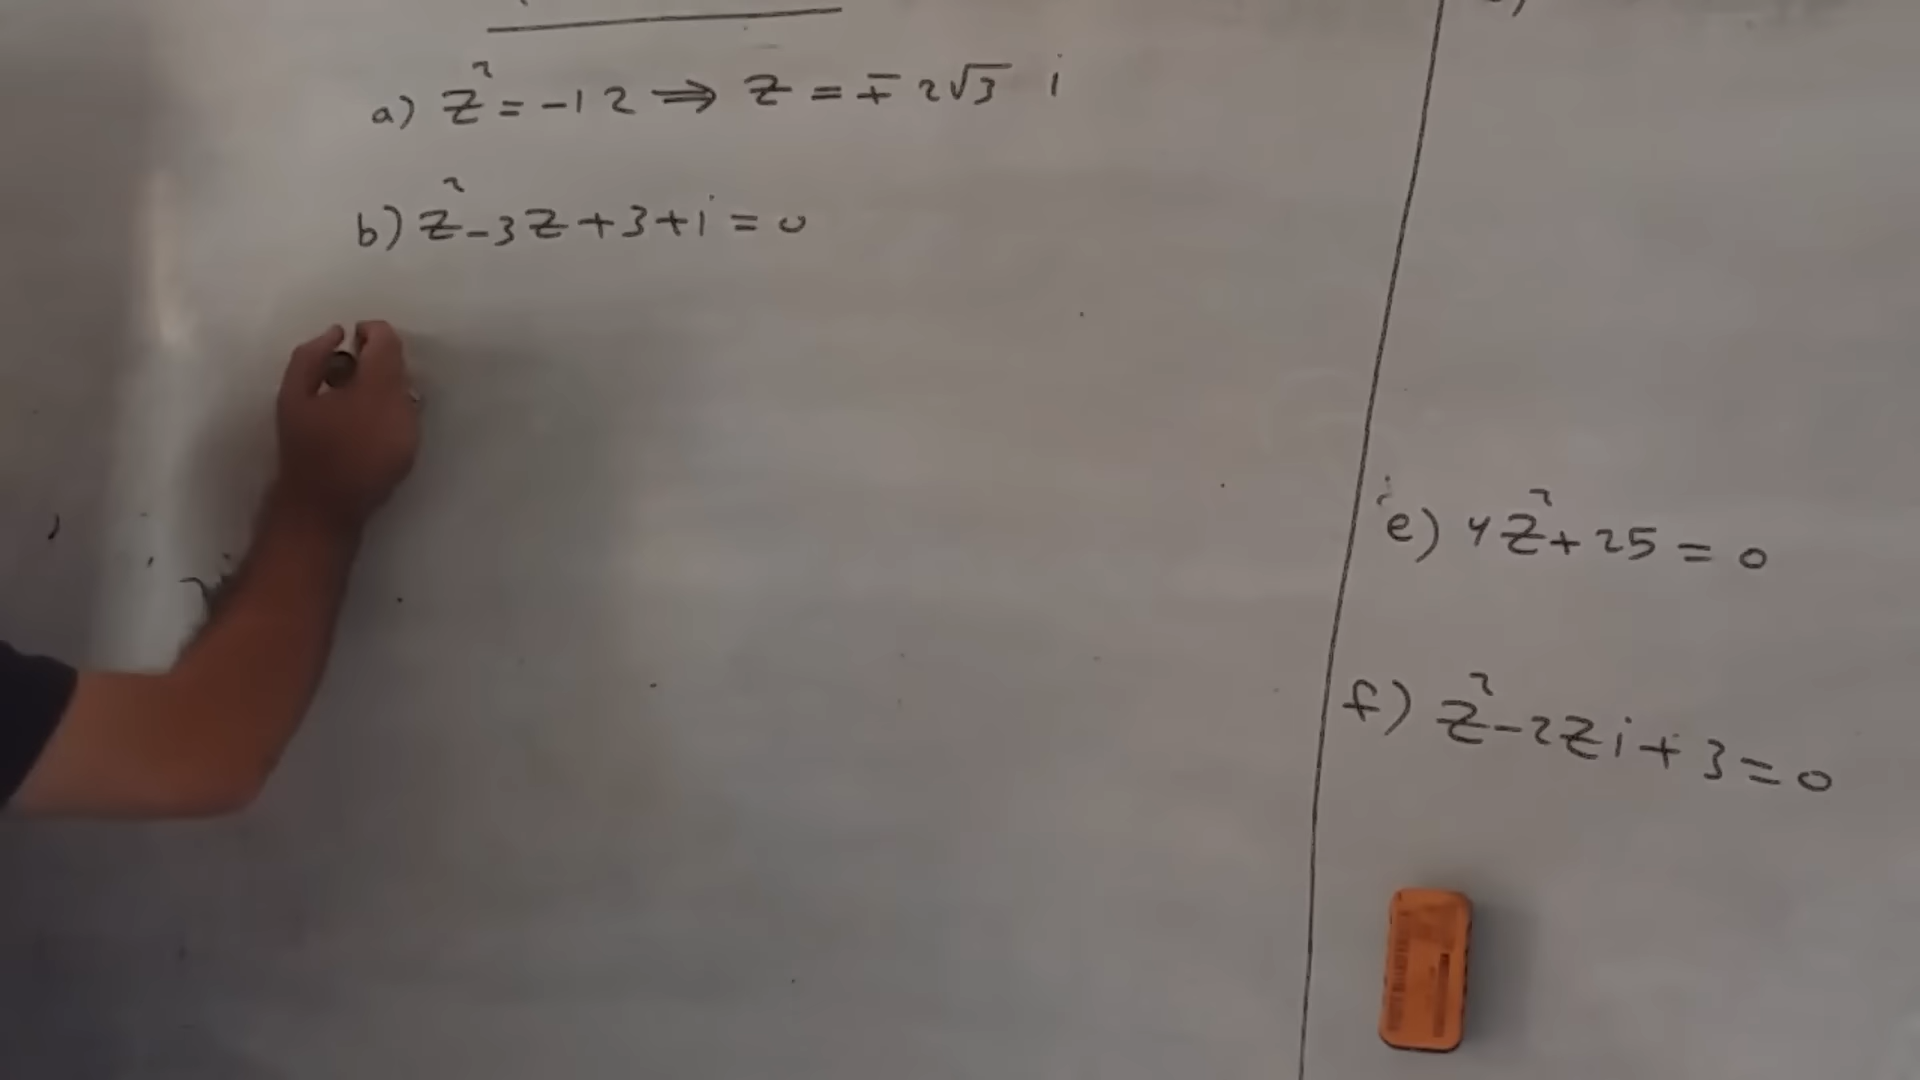 a) z² = -12 ⇒ z = ∓ 2√3 i
b) z² - 3z + 3 + i = 0
e) 4z² + 25 = 0
f) z² - 2zi + 3 = 0